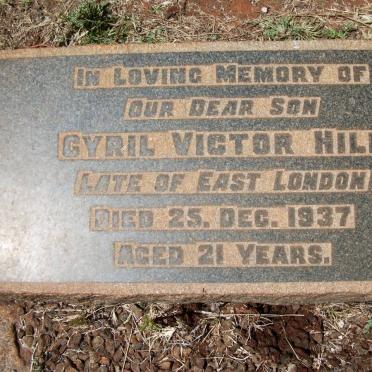 IN LOVING MEMORY OF
OUR DEAR SON
CYRIL VICTOR HILL
LATE OF EAST LONDON
DIED 25. DEC. 1937
AGED 21 YEARS.